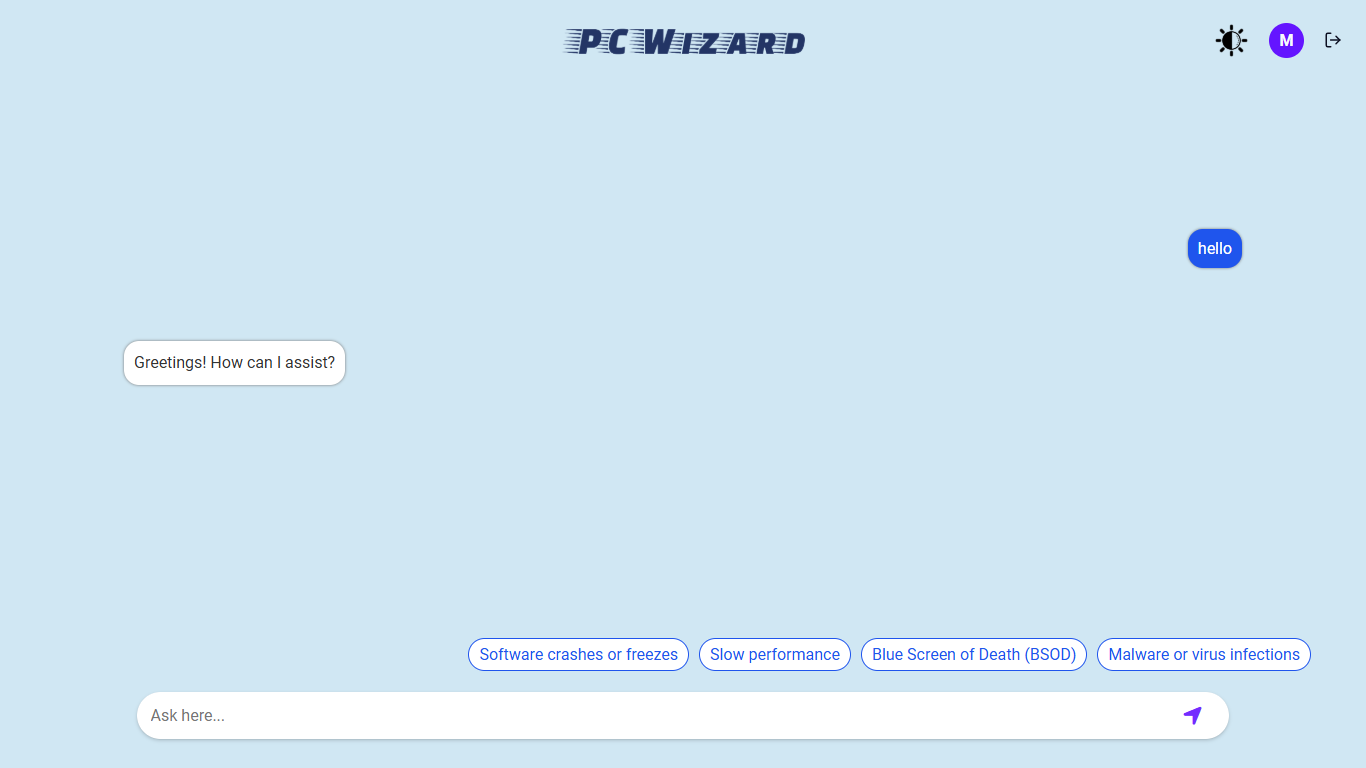 PC WIZARD
M
hello
Greetings! How can I assist?
Software crashes or freezes
Slow performance
Blue Screen of Death (BSOD)
Malware or virus infections
Ask here...